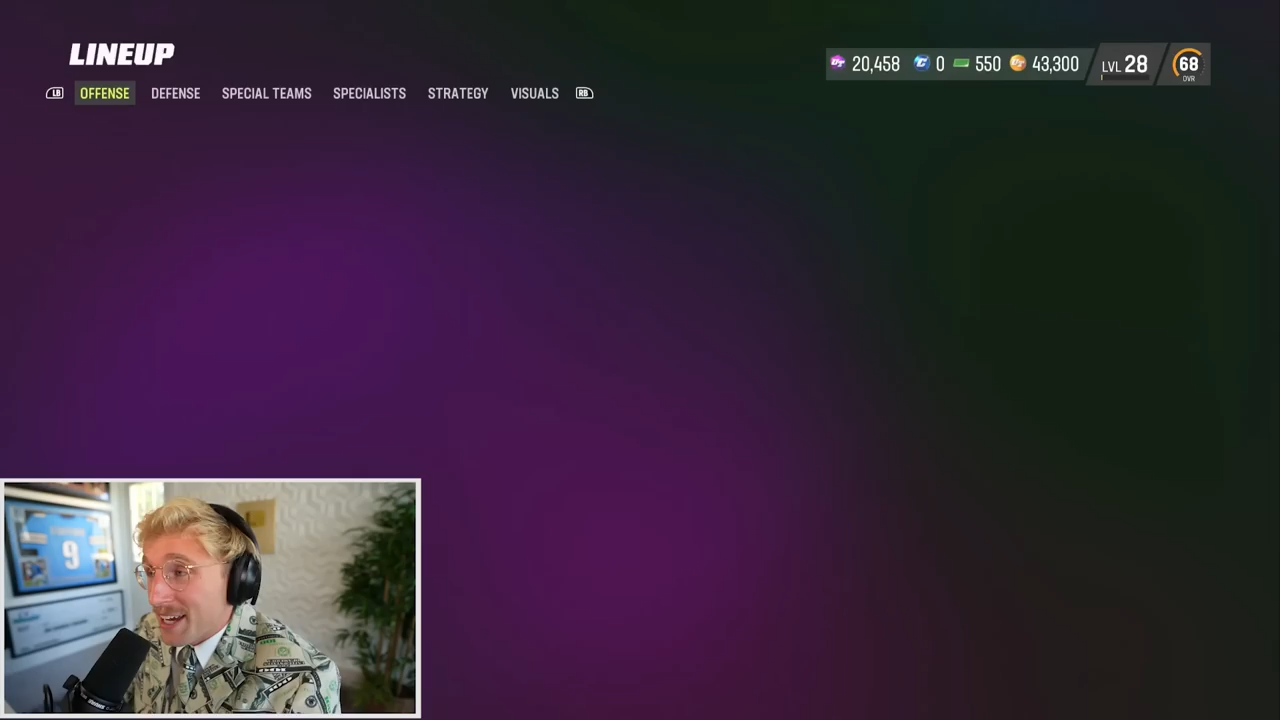 LINEUP
20,458 0 550 43,300 LVL 28 68
OVR
LB OFFENSE DEFENSE SPECIAL TEAMS SPECIALISTS STRATEGY VISUALS RB
9
100